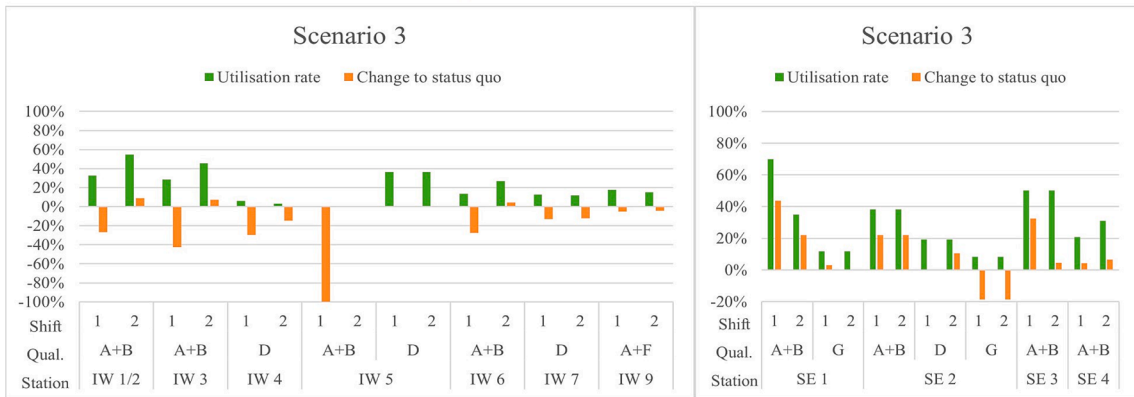 Scenario 3
Utilisation rate Change to status quo
100%
80%
60%
40%
20%
0%
-20%
-40%
-60%
-80%
-100%
Shift 1 2 1 2 1 2 1 2 1 2 1 2 1 2 1 2
Qual. A+B A+B D A+B D A+B D A+F
Station IW 1/2 IW 3 IW 4 IW 5 IW 6 IW 7 IW 9
Scenario 3
Utilisation rate Change to status quo
100%
80%
60%
40%
20%
0%
-20%
Shift 1 2 1 2 1 2 1 2 1 2 1 2 1 2
Qual. A+B G A+B D G A+B A+B
Station SE 1 SE 2 SE 3 SE 4